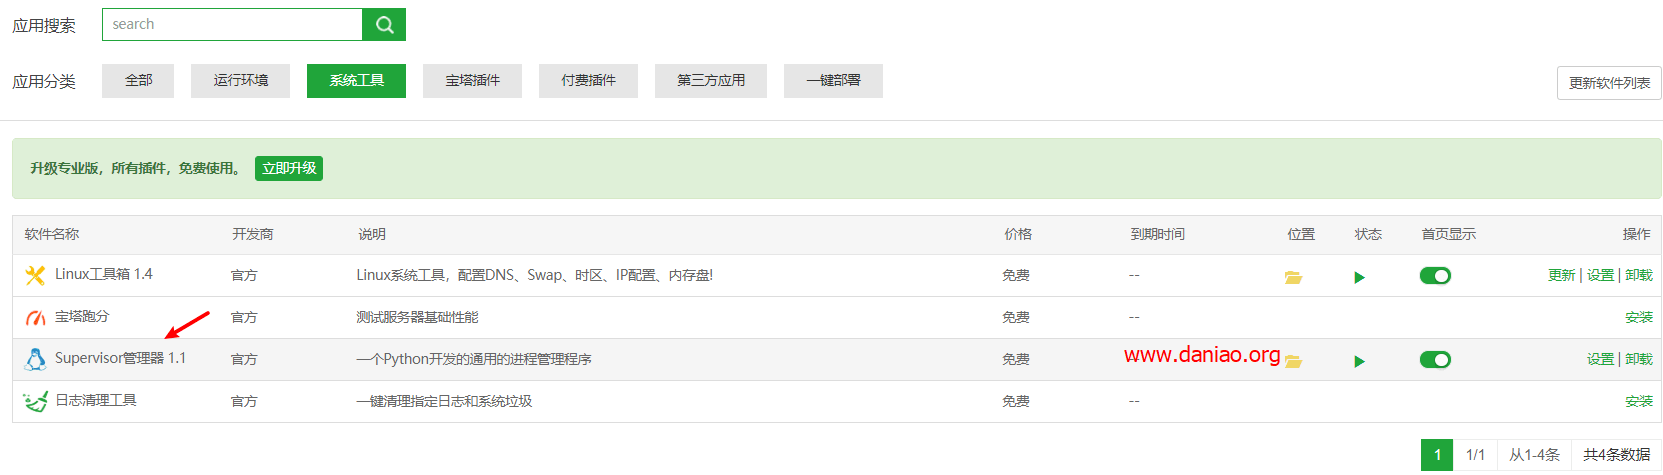 应用搜索 search
应用分类 全部 运行环境 系统工具 宝塔插件 付费插件 第三方应用 一键部署 更新软件列表
升级专业版，所有插件，免费使用。 立即升级
软件名称 开发商 说明 价格 到期时间 位置 状态 首页显示 操作
Linux工具箱 1.4 官方 Linux系统工具，配置DNS、Swap、时区、IP配置、内存盘! 免费 -- 更新 | 设置 | 卸载
宝塔跑分 官方 测试服务器基础性能 免费 -- 安装
Supervisor管理器 1.1 官方 一个Python开发的通用的进程管理程序 免费 www.daniao.org 设置 | 卸载
日志清理工具 官方 一键清理指定日志和系统垃圾 免费 -- 安装
1 1/1 从1-4条 共4条数据